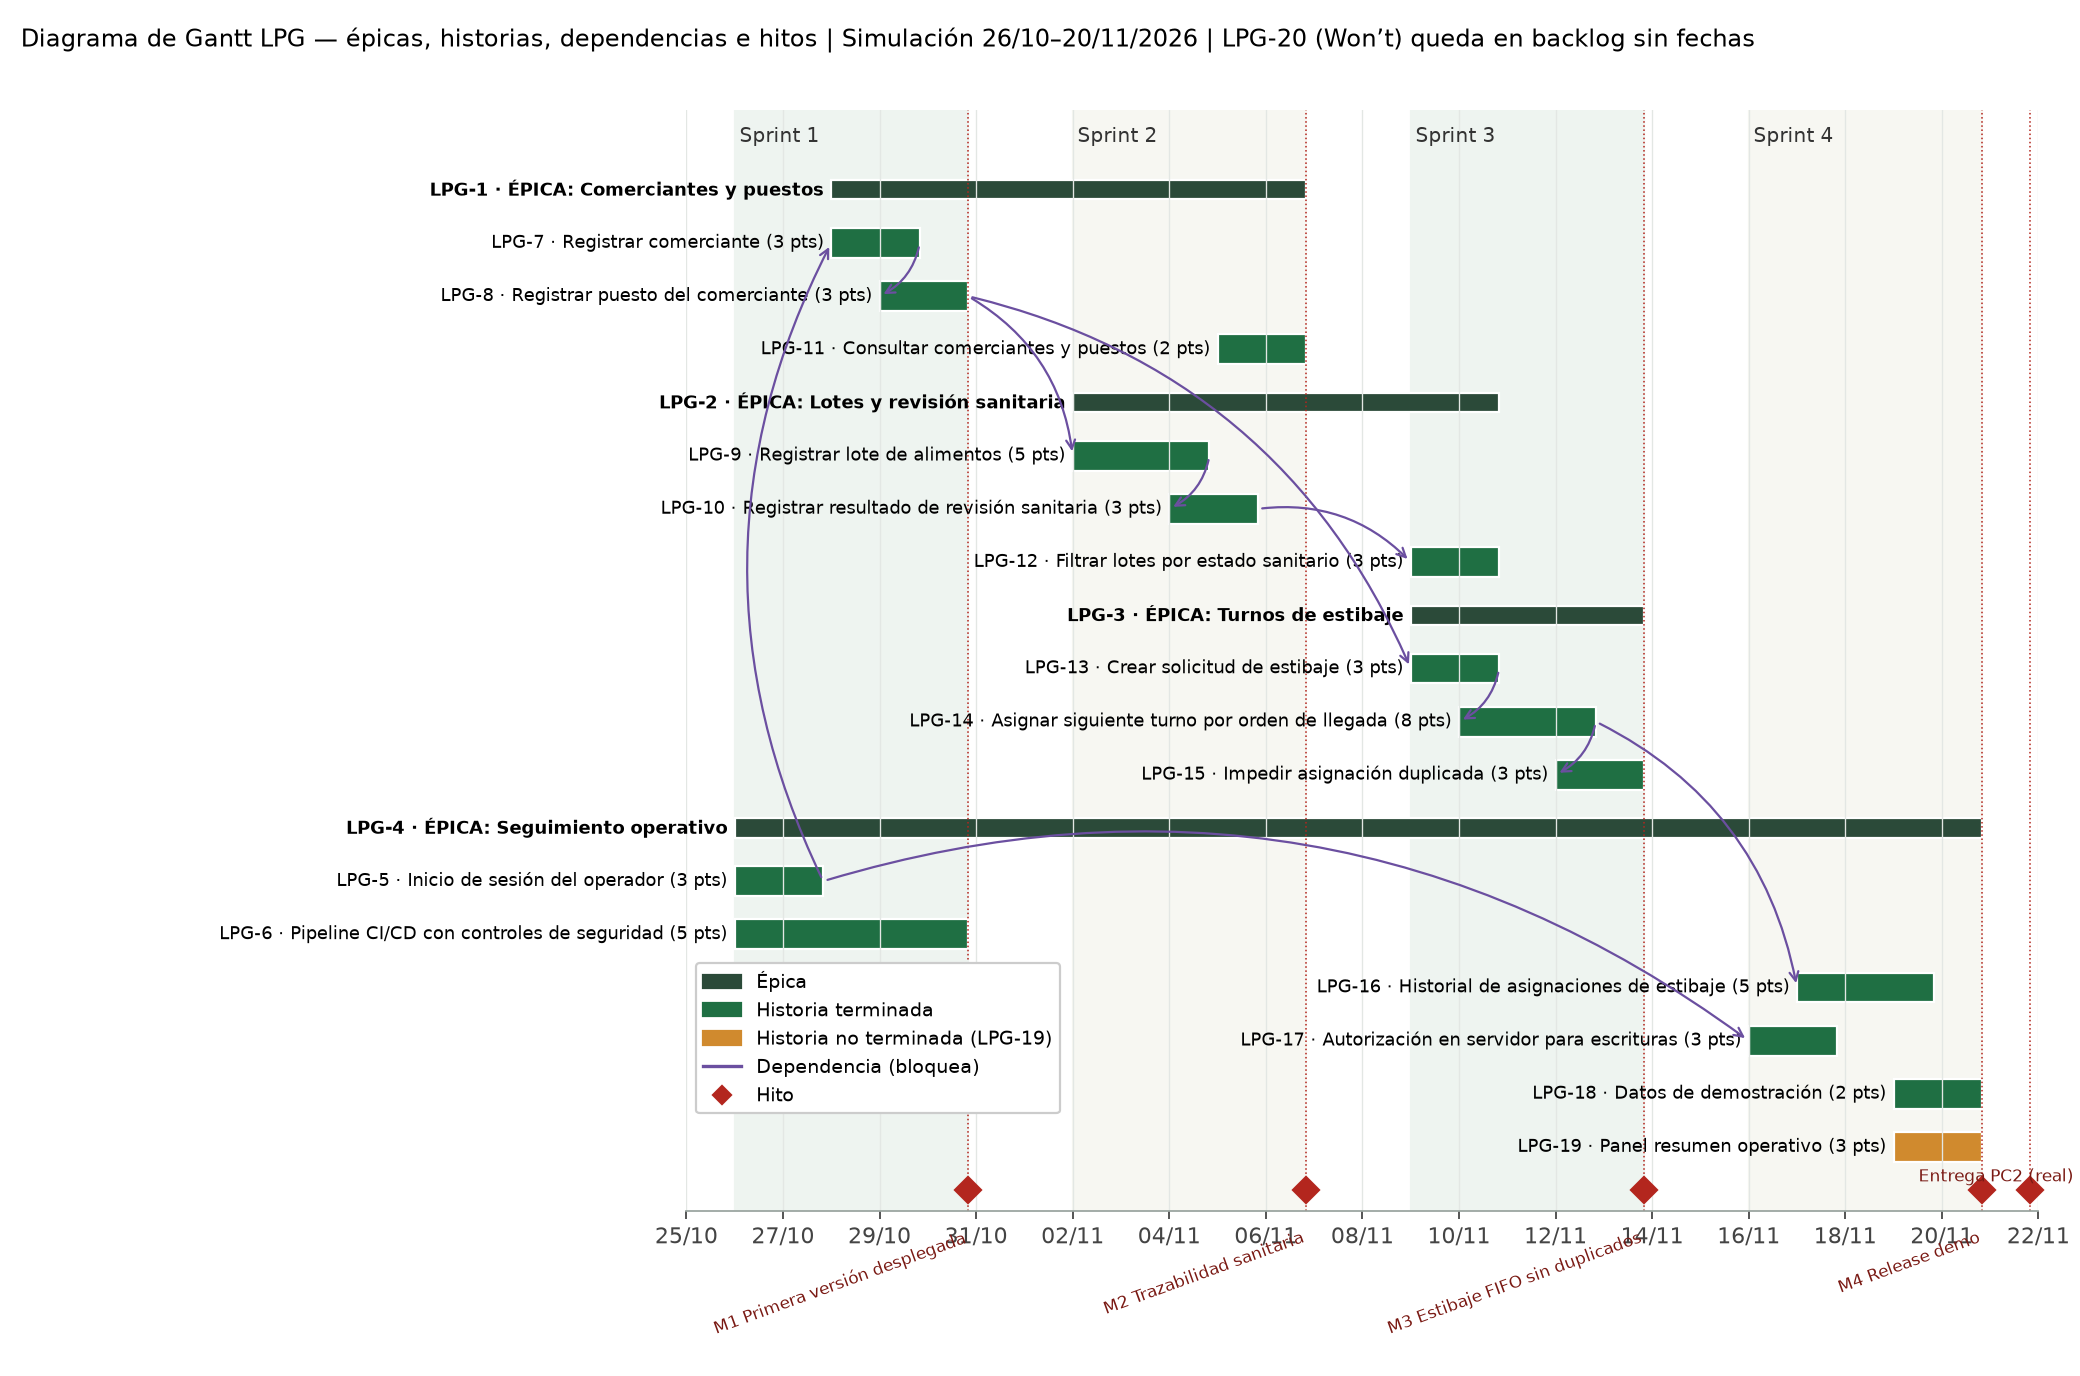 Diagrama de Gantt LPG — épicas, historias, dependencias e hitos | Simulación 26/10–20/11/2026 | LPG-20 (Won’t) queda en backlog sin fechas
Sprint 1
Sprint 2
Sprint 3
Sprint 4
LPG-1 · ÉPICA: Comerciantes y puestos
LPG-7 · Registrar comerciante (3 pts)
LPG-8 · Registrar puesto del comerciante (3 pts)
LPG-11 · Consultar comerciantes y puestos (2 pts)
LPG-2 · ÉPICA: Lotes y revisión sanitaria
LPG-9 · Registrar lote de alimentos (5 pts)
LPG-10 · Registrar resultado de revisión sanitaria (3 pts)
LPG-12 · Filtrar lotes por estado sanitario (3 pts)
LPG-3 · ÉPICA: Turnos de estibaje
LPG-13 · Crear solicitud de estibaje (3 pts)
LPG-14 · Asignar siguiente turno por orden de llegada (8 pts)
LPG-15 · Impedir asignación duplicada (3 pts)
LPG-4 · ÉPICA: Seguimiento operativo
LPG-5 · Inicio de sesión del operador (3 pts)
LPG-6 · Pipeline CI/CD con controles de seguridad (5 pts)
LPG-16 · Historial de asignaciones de estibaje (5 pts)
LPG-17 · Autorización en servidor para escrituras (3 pts)
LPG-18 · Datos de demostración (2 pts)
LPG-19 · Panel resumen operativo (3 pts)
Épica
Historia terminada
Historia no terminada (LPG-19)
Dependencia (bloquea)
Hito
Entrega PC2 (real)
25/10
27/10
29/10
31/10
02/11
04/11
06/11
08/11
10/11
12/11
14/11
16/11
18/11
20/11
22/11
M1 Primera versión desplegada
M2 Trazabilidad sanitaria
M3 Estibaje FIFO sin duplicados
M4 Release demo